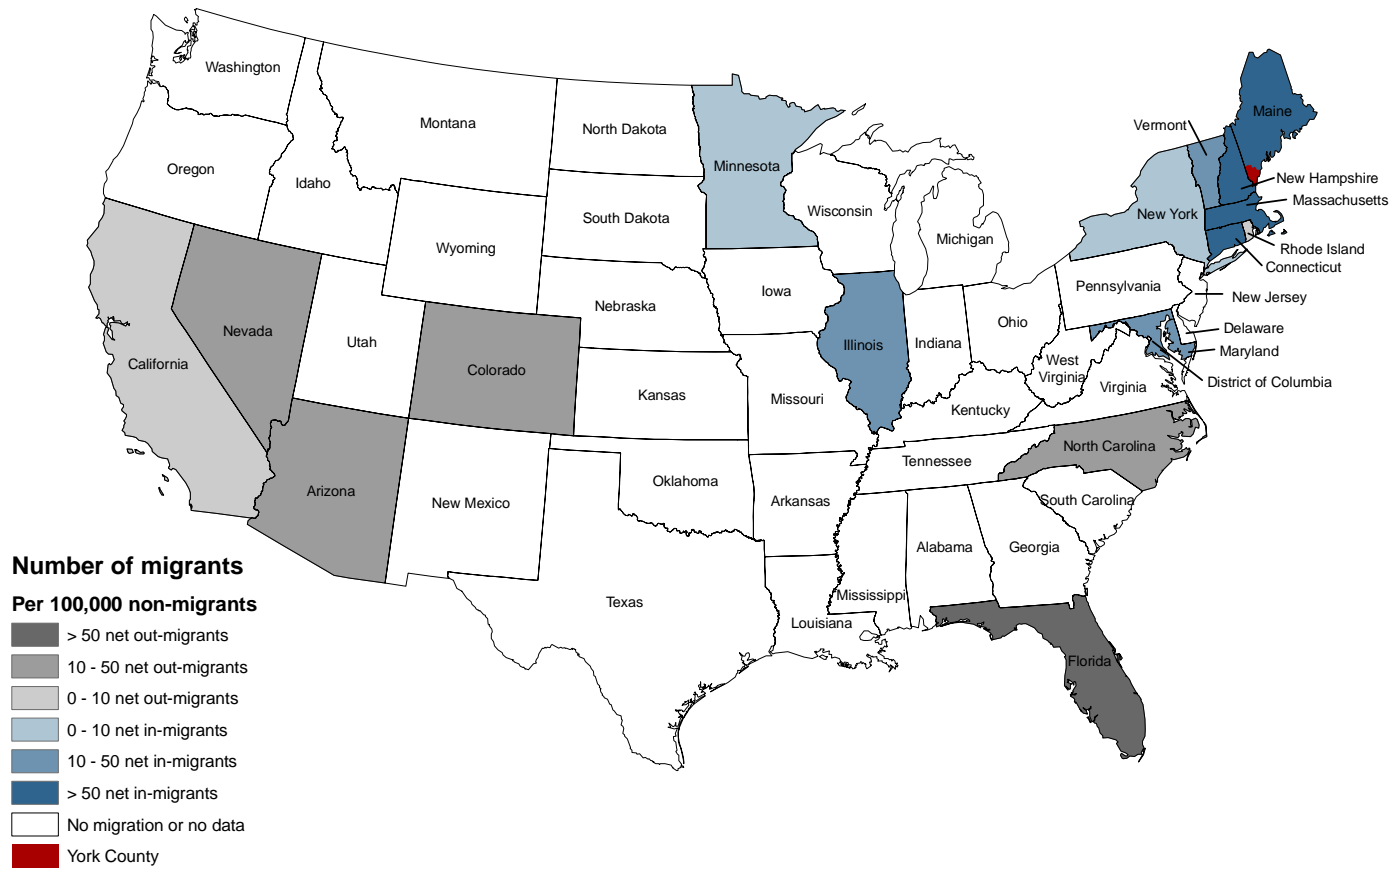 Washington
Oregon
Idaho
Montana
North Dakota
South Dakota
Minnesota
Wisconsin
Michigan
Wyoming
Nebraska
Iowa
California
Nevada
Utah
Colorado
Kansas
Missouri
Illinois
Indiana
Ohio
Pennsylvania
New York
Vermont
Maine
New Hampshire
Massachusetts
Rhode Island
Connecticut
New Jersey
Delaware
Maryland
District of Columbia
West
Virginia
Virginia
Kentucky
North Carolina
Tennessee
South Carolina
Arizona
New Mexico
Oklahoma
Arkansas
Texas
Louisiana
Mississippi
Alabama
Georgia
Florida
Number of migrants
Per 100,000 non-migrants
> 50 net out-migrants
10 - 50 net out-migrants
0 - 10 net out-migrants
0 - 10 net in-migrants
10 - 50 net in-migrants
> 50 net in-migrants
No migration or no data
York County